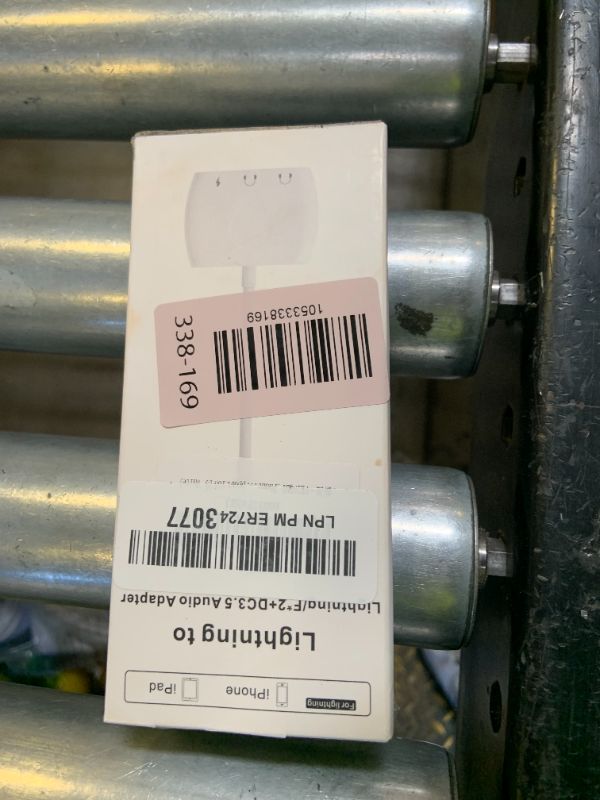 For lightning
iPhone
iPad
Lightning to
Lightning/F*2+DC3.5 Audio Adapter
LPN PM ER7243077
1053338169
338-169